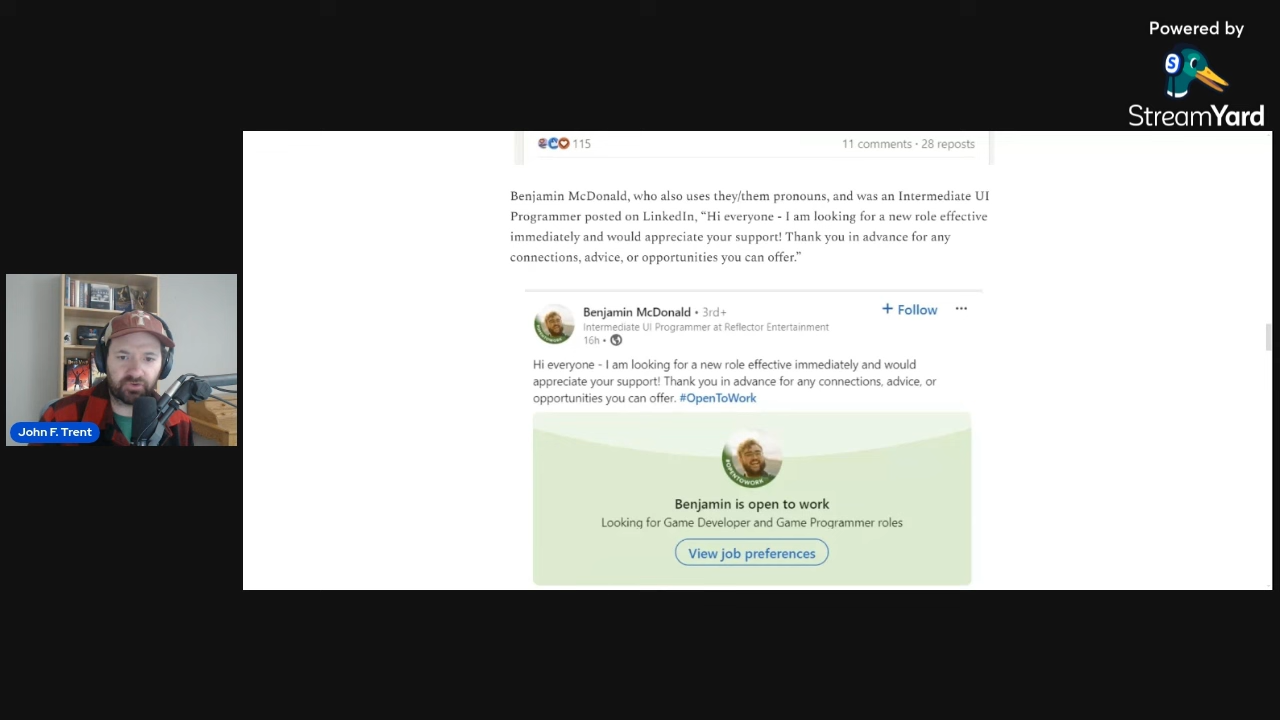 Powered by
StreamYard
115
11 comments · 28 reposts
Benjamin McDonald, who also uses they/them pronouns, and was an Intermediate UI
Programmer posted on LinkedIn, “Hi everyone - I am looking for a new role effective
immediately and would appreciate your support! Thank you in advance for any
connections, advice, or opportunities you can offer.”
Benjamin McDonald • 3rd+
+ Follow
Intermediate UI Programmer at Reflector Entertainment
16h •
Hi everyone - I am looking for a new role effective immediately and would
appreciate your support! Thank you in advance for any connections, advice, or
opportunities you can offer. #OpenToWork
#OPENTOWORK
Benjamin is open to work
Looking for Game Developer and Game Programmer roles
View job preferences
John F. Trent